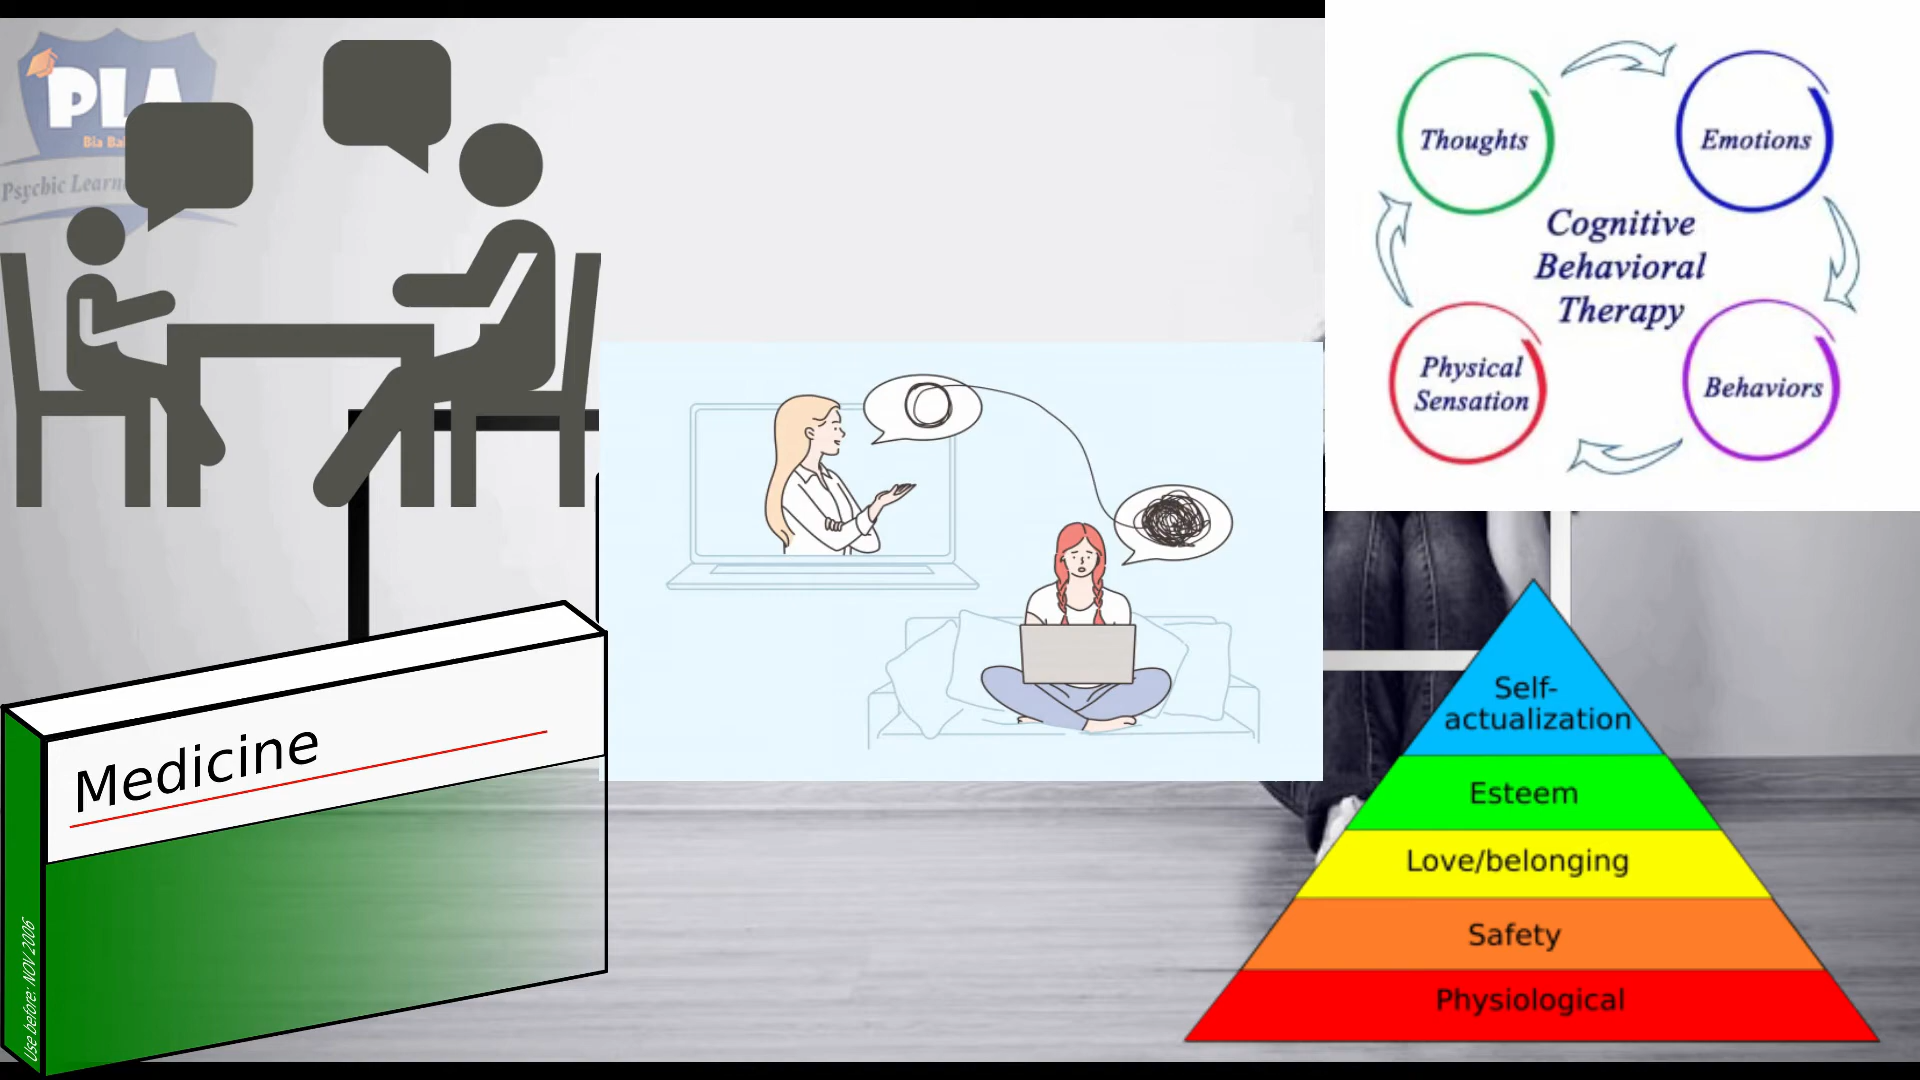 PLA
Psychic Learn
Thoughts
Emotions
Cognitive
Behavioral
Therapy
Physical
Sensation
Behaviors
Medicine
Use before: NOV 2006
Self-
actualization
Esteem
Love/belonging
Safety
Physiological